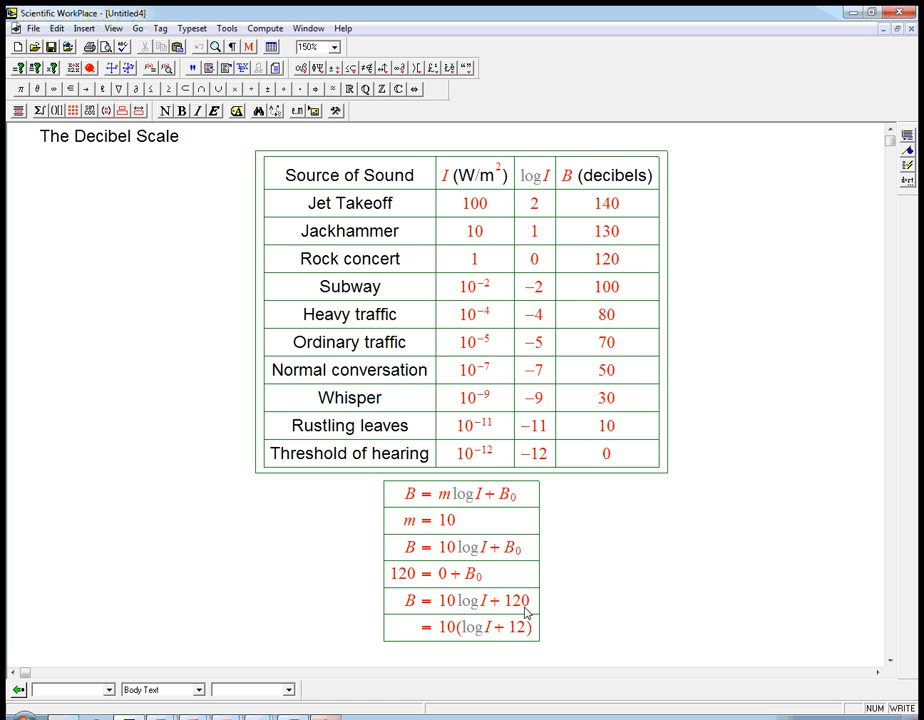 Scientific WorkPlace - [Untitled4]
File Edit Insert View Go Tag Typeset Tools Compute Window Help
150%
N B I E
The Decibel Scale
Source of Sound I (W/m²) log I B (decibels)
Jet Takeoff 100 2 140
Jackhammer 10 1 130
Rock concert 1 0 120
Subway 10⁻² −2 100
Heavy traffic 10⁻⁴ −4 80
Ordinary traffic 10⁻⁵ −5 70
Normal conversation 10⁻⁷ −7 50
Whisper 10⁻⁹ −9 30
Rustling leaves 10⁻¹¹ −11 10
Threshold of hearing 10⁻¹² −12 0
B = m log I + B₀
m = 10
B = 10 log I + B₀
120 = 0 + B₀
B = 10 log I + 120
= 10(log I + 12)
Body Text
NUM WRITE